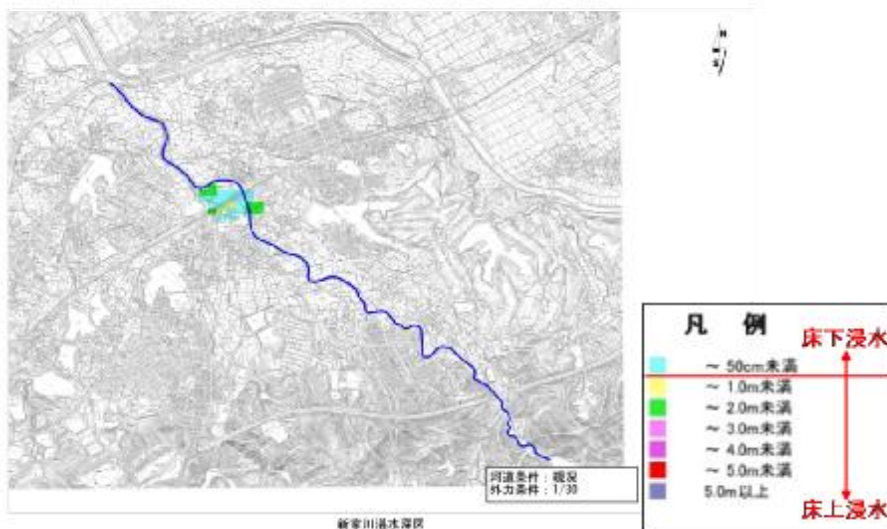 N
S
凡 例
床下浸水
～ 50cm未満
～ 1.0m未満
～ 2.0m未満
～ 3.0m未満
～ 4.0m未満
～ 5.0m未満
5.0m以上
床上浸水
河道条件：現況
外力条件：1/30
新家川浸水深図